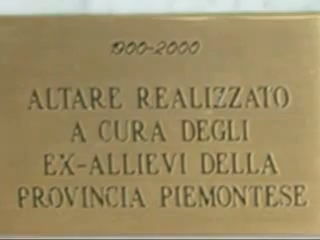 1900-2000
ALTARE REALIZZATO
A CURA DEGLI
EX-ALLIEVI DELLA
PROVINCIA PIEMONTESE